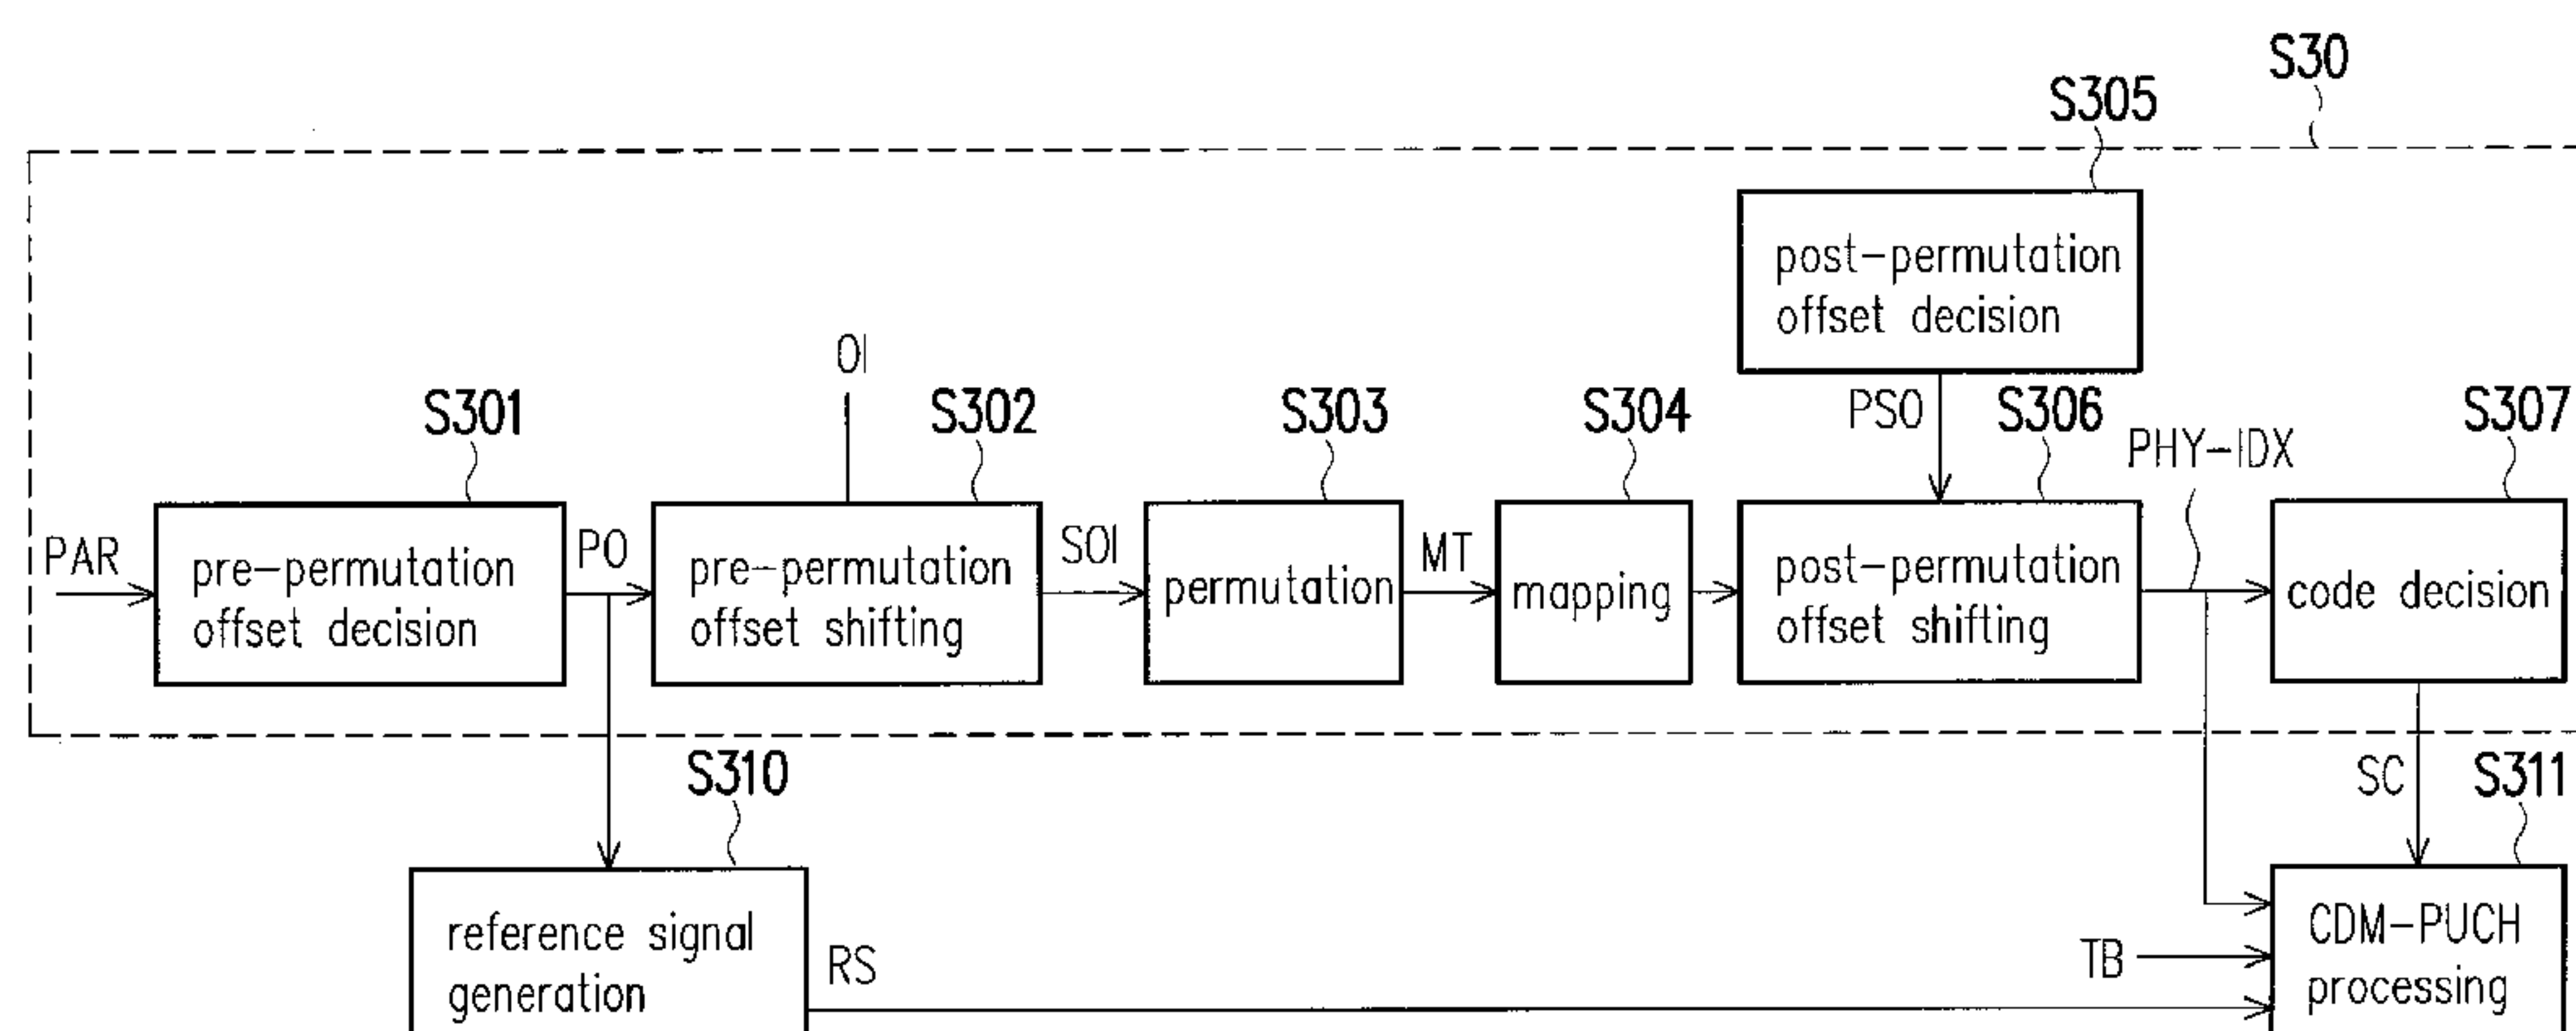 S30
S305
post-permutation
offset decision
OI
S301
S302
S303
S304
PSO
S306
PHY-IDX
S307
PAR
pre-permutation
offset decision
PO
pre-permutation
offset shifting
SOI
permutation
MT
mapping
post-permutation
offset shifting
code decision
S310
SC
S311
reference signal
generation
RS
TB
CDM-PUCH
processing